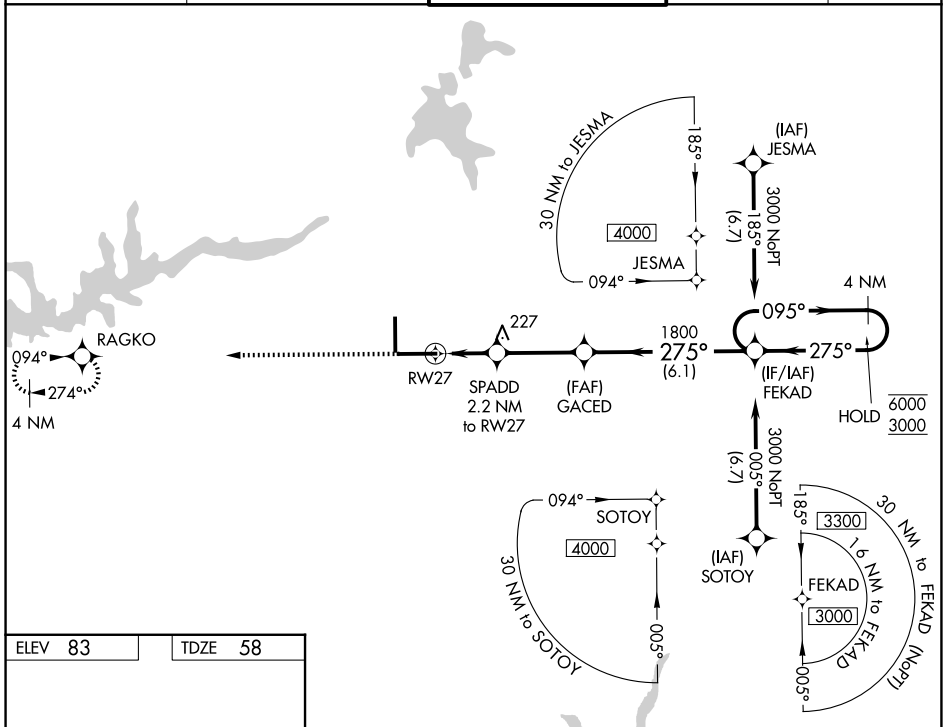 30 NM to JESMA
185°
4000
JESMA
094°
(IAF)
JESMA
3000 NoPT
185°
(6.7)
4 NM
095°
RAGKO
094°
274°
4 NM
227
1800
275°
(6.1)
275°
RW27
SPADD
2.2 NM
to RW27
(FAF)
GACED
(IF/IAF)
FEKAD
HOLD
6000
3000
3000 NoPT
005°
(6.7)
094°
SOTOY
4000
005°
30 NM to SOTOY
(IAF)
SOTOY
185°
3300
FEKAD
3000
005°
16 NM to FEKAD
30 NM to FEKAD (NoPT)
ELEV 83
TDZE 58